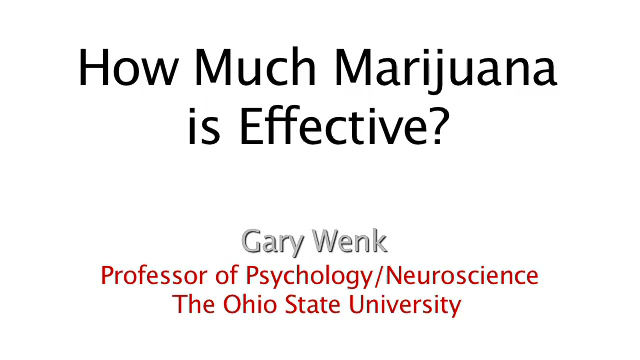 How Much Marijuana
is Effective?
Gary Wenk
Professor of Psychology/Neuroscience
The Ohio State University